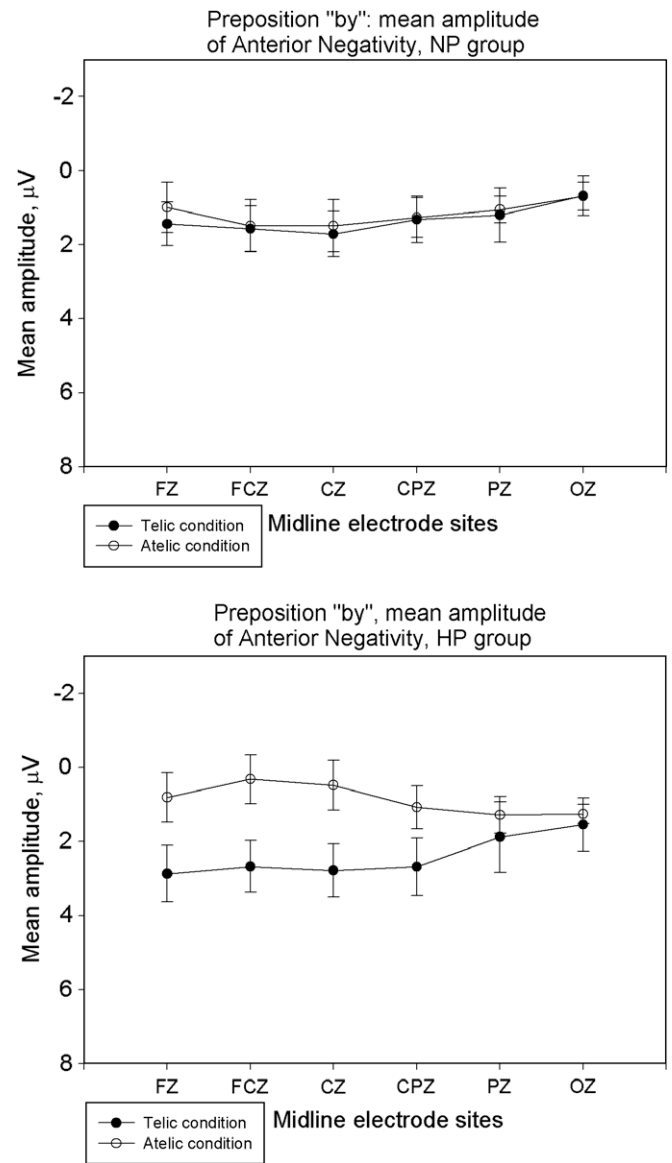 Preposition "by": mean amplitude
of Anterior Negativity, NP group
Mean amplitude, μV
-2
0
2
4
6
8
FZ FCZ CZ CPZ PZ OZ
Midline electrode sites
Telic condition
Atelic condition
Preposition "by", mean amplitude
of Anterior Negativity, HP group
Mean amplitude, μV
-2
0
2
4
6
8
FZ FCZ CZ CPZ PZ OZ
Midline electrode sites
Telic condition
Atelic condition